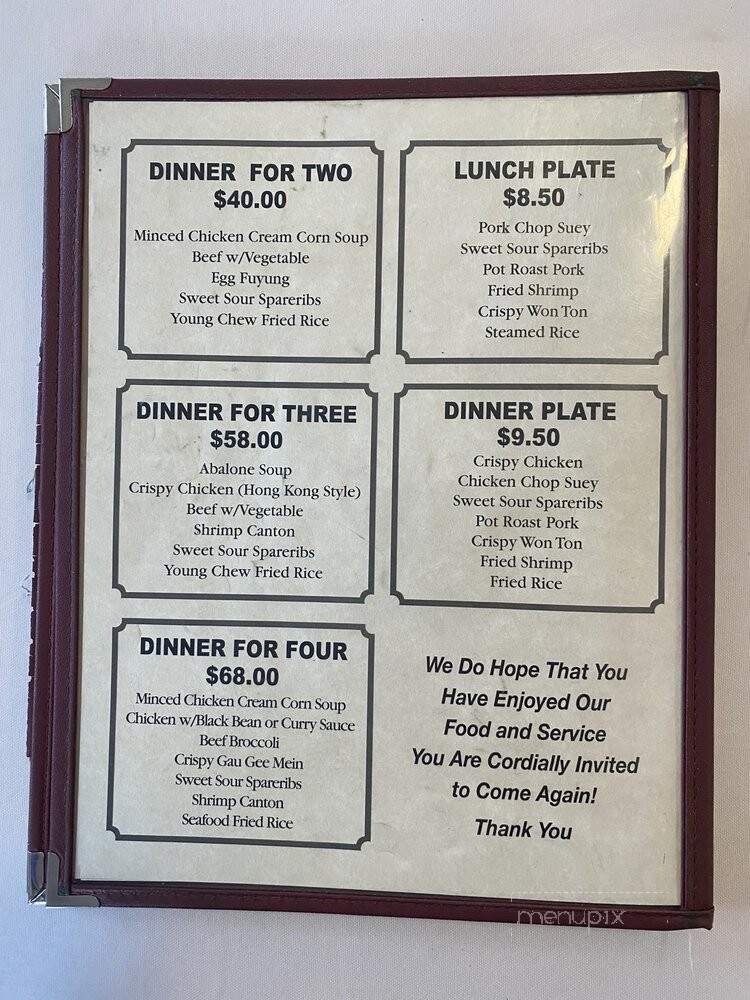 DINNER FOR TWO
$40.00
Minced Chicken Cream Corn Soup
Beef w/Vegetable
Egg Fuyung
Sweet Sour Spareribs
Young Chew Fried Rice
LUNCH PLATE
$8.50
Pork Chop Suey
Sweet Sour Spareribs
Pot Roast Pork
Fried Shrimp
Crispy Won Ton
Steamed Rice
DINNER FOR THREE
$58.00
Abalone Soup
Crispy Chicken (Hong Kong Style)
Beef w/Vegetable
Shrimp Canton
Sweet Sour Spareribs
Young Chew Fried Rice
DINNER PLATE
$9.50
Crispy Chicken
Chicken Chop Suey
Sweet Sour Spareribs
Pot Roast Pork
Crispy Won Ton
Fried Shrimp
Fried Rice
DINNER FOR FOUR
$68.00
Minced Chicken Cream Corn Soup
Chicken w/Black Bean or Curry Sauce
Beef Broccoli
Crispy Gau Gee Mein
Sweet Sour Spareribs
Shrimp Canton
Seafood Fried Rice
We Do Hope That You
Have Enjoyed Our
Food and Service
You Are Cordially Invited
to Come Again!
Thank You
menupix